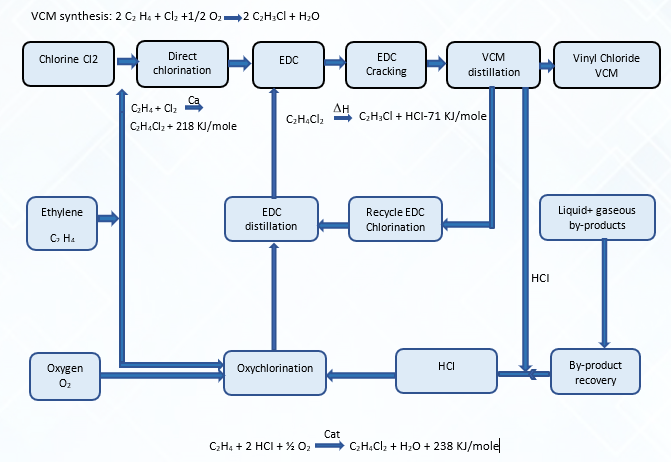 VCM synthesis: 2 C₂ H₄ + Cl₂ +1/2 O₂ → 2 C₂H₃Cl + H₂O
Chlorine Cl2
Direct
chlorination
EDC
EDC
Cracking
VCM
distillation
Vinyl Chloride
VCM
C₂H₄ + Cl₂ Ca →
C₂H₄Cl₂ + 218 KJ/mole
C₂H₄Cl₂ ΔH → C₂H₃Cl + HCl-71 KJ/mole
Ethylene
C₂ H₄
EDC
distillation
Recycle EDC
Chlorination
Liquid+ gaseous
by-products
HCl
Oxygen
O₂
Oxychlorination
HCl
By-product
recovery
Cat
C₂H₄ + 2 HCl + ½ O₂ → C₂H₄Cl₂ + H₂O + 238 KJ/mole